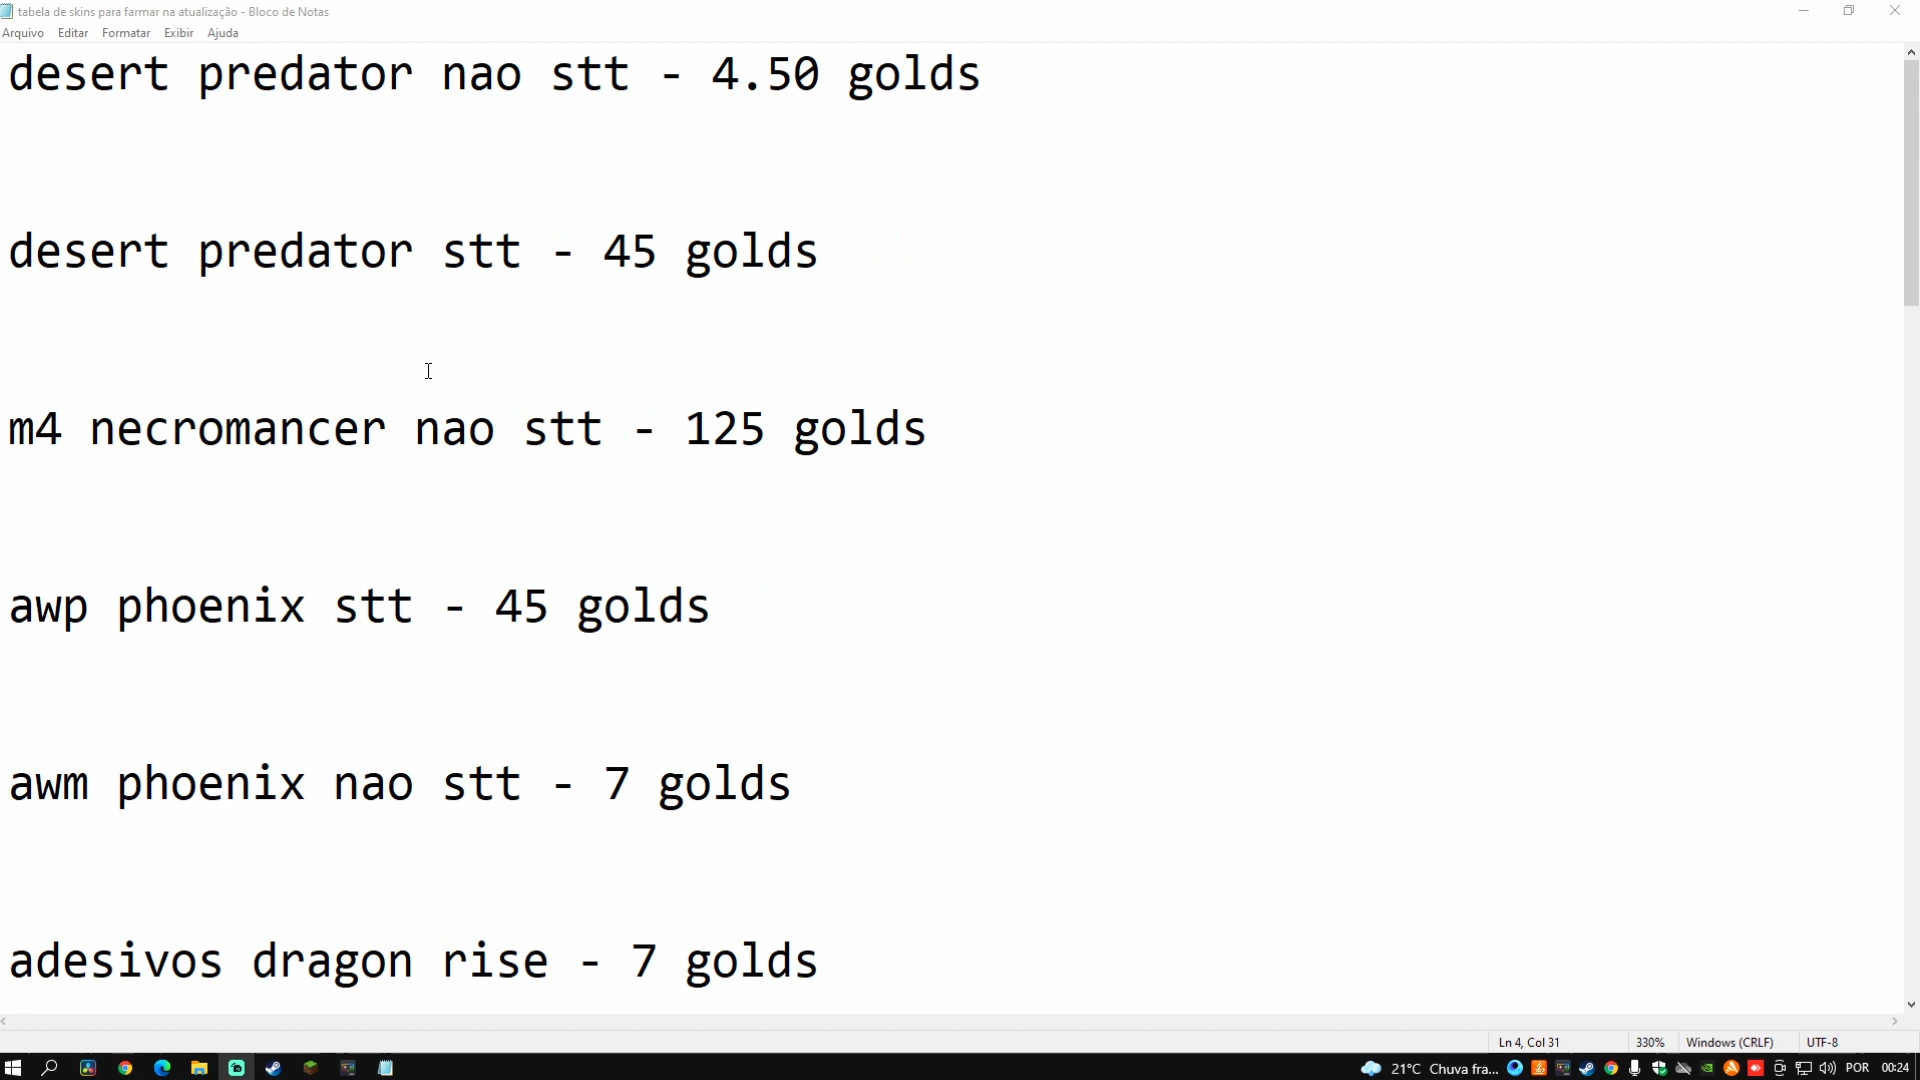 tabela de skins para farmar na atualização - Bloco de Notas
Arquivo Editar Formatar Exibir Ajuda
desert predator nao stt - 4.50 golds
desert predator stt - 45 golds
m4 necromancer nao stt - 125 golds
awp phoenix stt - 45 golds
awm phoenix nao stt - 7 golds
adesivos dragon rise - 7 golds
Ln 4, Col 31 330% Windows (CRLF) UTF-8
21°C Chuva fra... POR 00:24